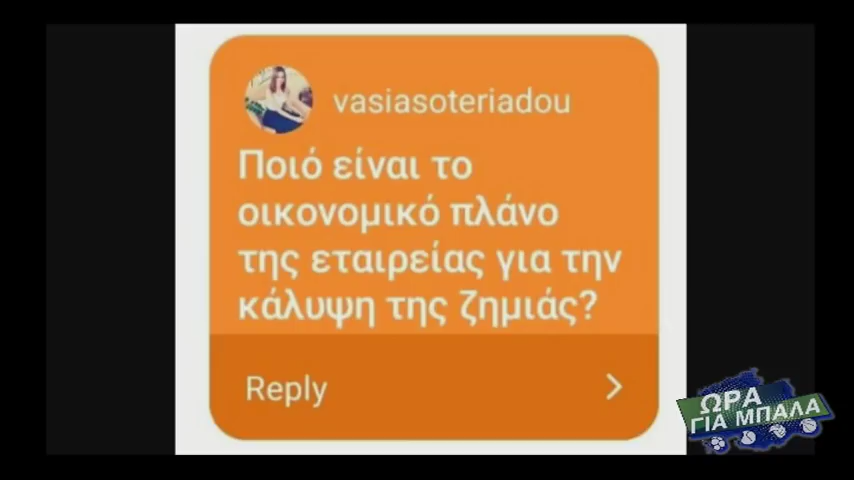 vasiasoteriadou
Ποιό είναι το
οικονομικό πλάνο
της εταιρείας για την
κάλυψη της ζημιάς?
Reply
ΩΡΑ
ΓΙΑ ΜΠΑΛΑ